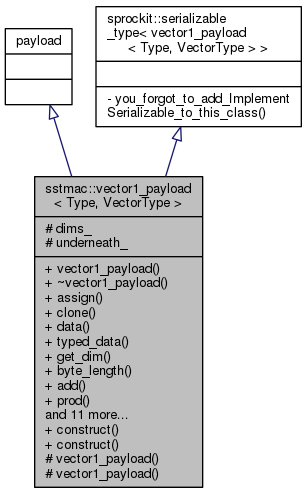 payload
sprockit::serializable
_type< vector1_payload
< Type, VectorType > >
- you_forgot_to_add_Implement
Serializable_to_this_class()
sstmac::vector1_payload
< Type, VectorType >
# dims_
# underneath_
+ vector1_payload()
+ ~vector1_payload()
+ assign()
+ clone()
+ data()
+ typed_data()
+ get_dim()
+ byte_length()
+ add()
+ prod()
and 11 more...
+ construct()
+ construct()
# vector1_payload()
# vector1_payload()